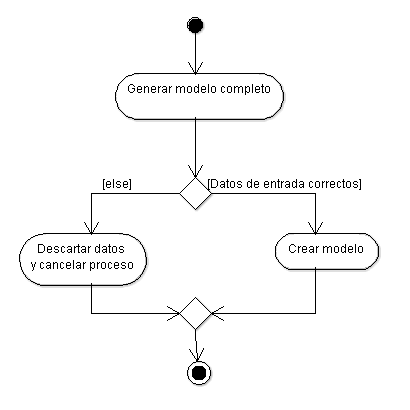 Generar modelo completo
[else]
[Datos de entrada correctos]
Descartar datos
y cancelar proceso
Crear modelo